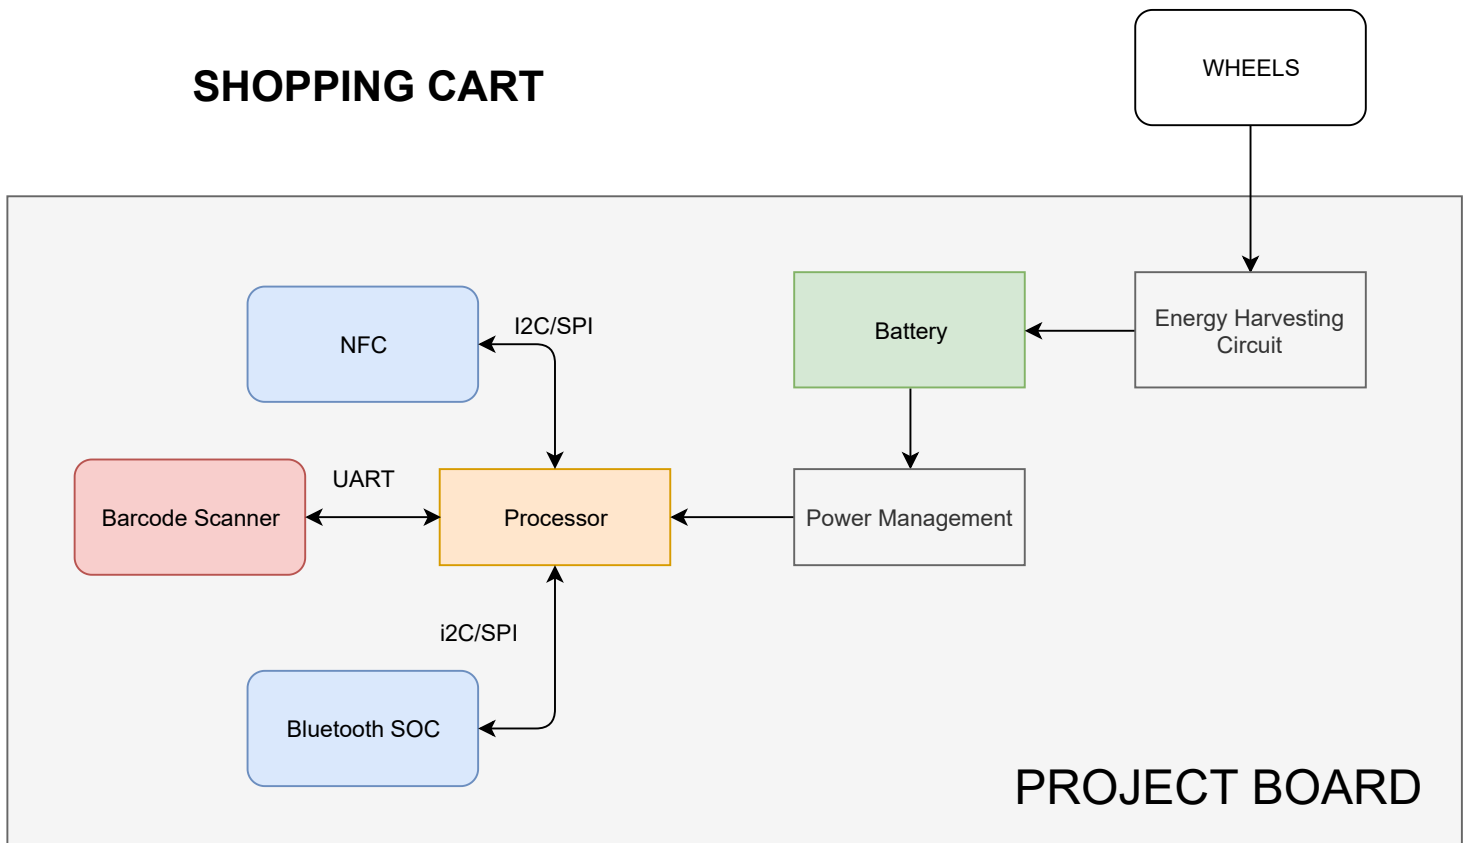 WHEELS
SHOPPING CART
NFC
I2C/SPI
Battery
Energy Harvesting
Circuit
Barcode Scanner
UART
Processor
Power Management
i2C/SPI
Bluetooth SOC
PROJECT BOARD